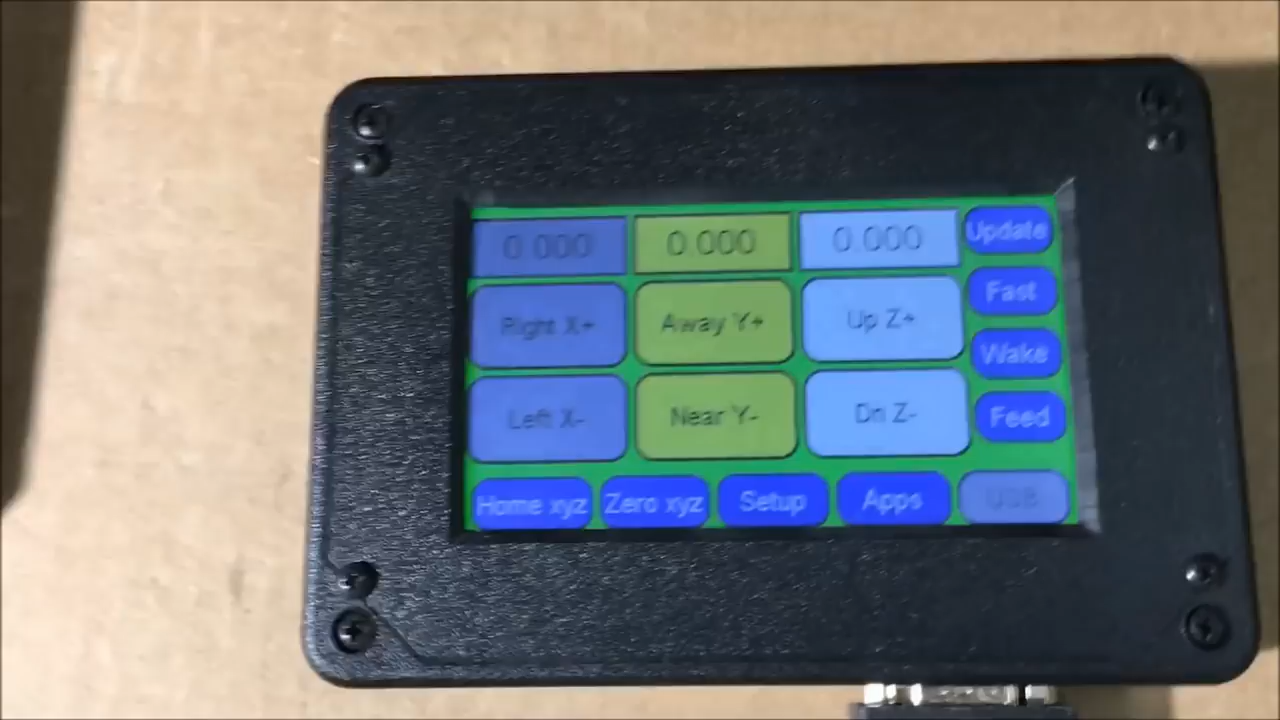 0.000 0.000 0.000 Update
Fast
Right X+ Away Y+ Up Z+
Wake
Left X- Near Y- Dn Z- Feed
Home xyz Zero xyz Setup Apps USB